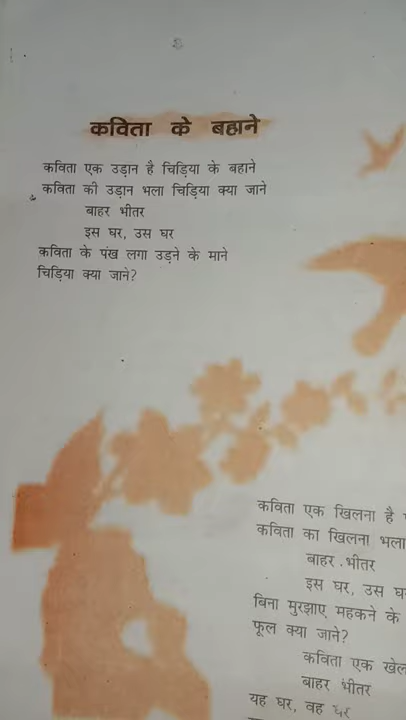 कविता के बहाने
कविता एक उड़ान है चिड़िया के बहाने
कविता की उड़ान भला चिड़िया क्या जाने
बाहर भीतर
इस घर, उस घर
कविता के पंख लगा उड़ने के माने
चिड़िया क्या जाने?
कविता एक खिलना है
कविता का खिलना भला
बाहर भीतर
इस घर, उस
बिना मुरझाए महकने के
फूल क्या जाने?
कविता एक
बाहर भीतर
यह घर, वह घर